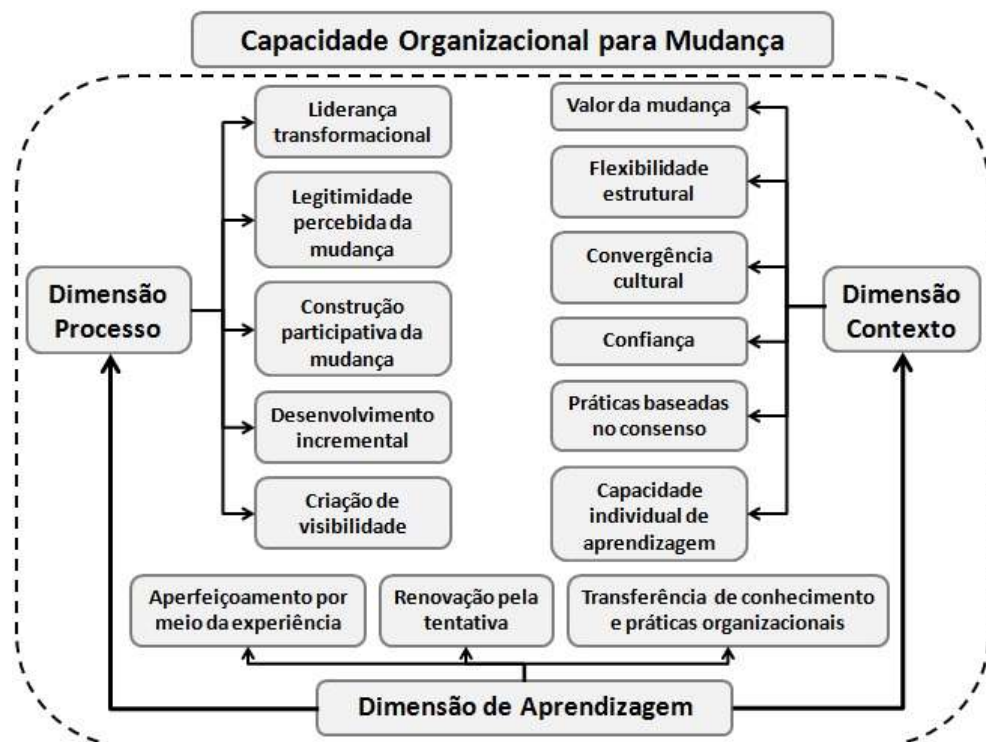 Capacidade Organizacional para Mudança
Liderança
transformacional
Legitimidade
percebida da
mudança
Construção
participativa da
mudança
Desenvolvimento
incremental
Criação de
visibilidade
Dimensão
Processo
Valor da mudança
Flexibilidade
estrutural
Convergência
cultural
Confiança
Práticas baseadas
no consenso
Capacidade
individual de
aprendizagem
Dimensão
Contexto
Aperfeiçoamento por
meio da experiência
Renovação pela
tentativa
Transferência de conhecimento
e práticas organizacionais
Dimensão de Aprendizagem